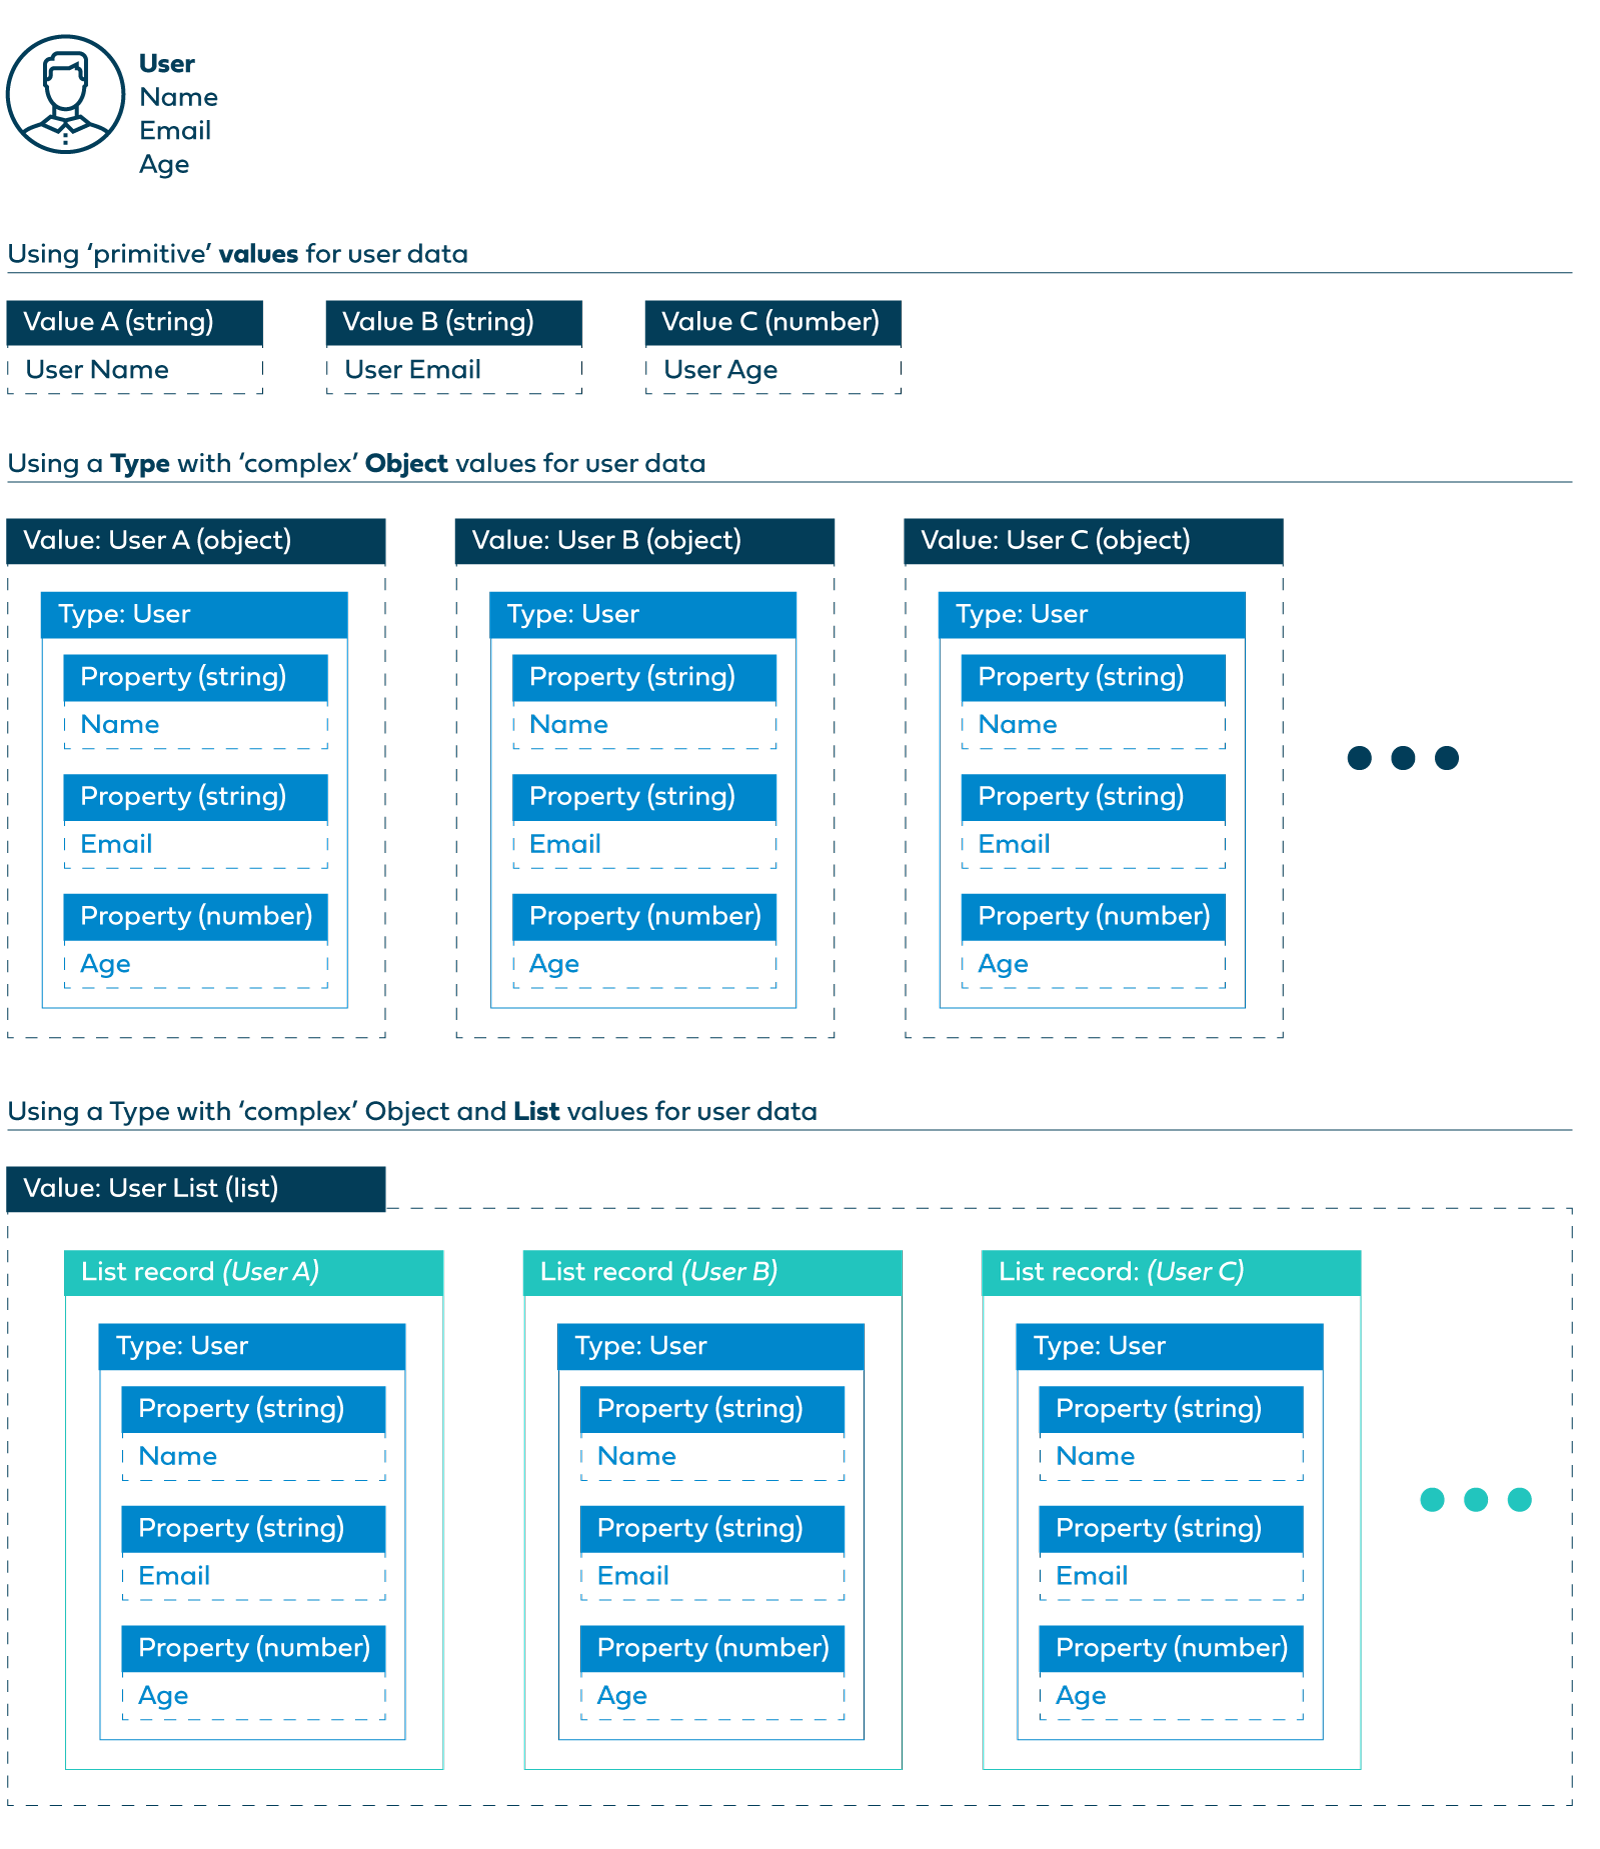 User
Name
Email
Age
Using ‘primitive’ values for user data
Value A (string)
User Name
Value B (string)
User Email
Value C (number)
User Age
Using a Type with ‘complex’ Object values for user data
Value: User A (object)
Type: User
Property (string)
Name
Property (string)
Email
Property (number)
Age
Value: User B (object)
Type: User
Property (string)
Name
Property (string)
Email
Property (number)
Age
Value: User C (object)
Type: User
Property (string)
Name
Property (string)
Email
Property (number)
Age
Using a Type with ‘complex’ Object and List values for user data
Value: User List (list)
List record (User A)
Type: User
Property (string)
Name
Property (string)
Email
Property (number)
Age
List record (User B)
Type: User
Property (string)
Name
Property (string)
Email
Property (number)
Age
List record: (User C)
Type: User
Property (string)
Name
Property (string)
Email
Property (number)
Age